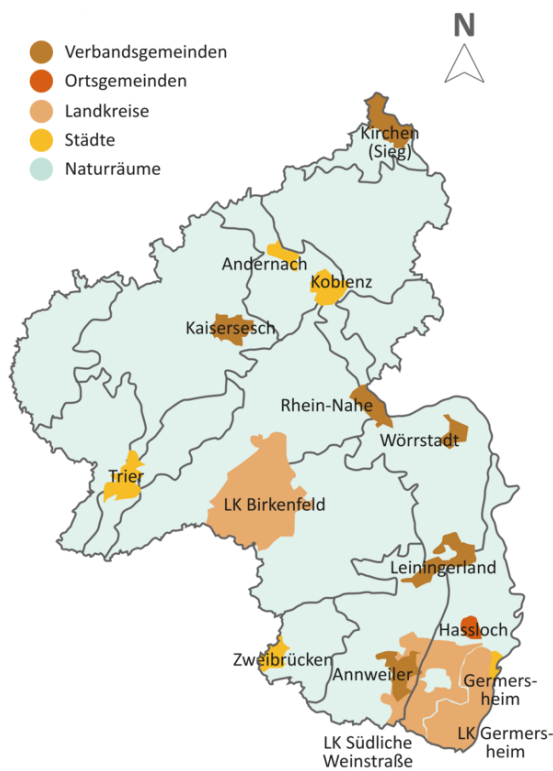 N
Verbandsgemeinden
Ortsgemeinden
Landkreise
Städte
Naturräume
Kirchen
(Sieg)
Andernach
Koblenz
Kaisersesch
Rhein-Nahe
Wörrstadt
Trier
LK Birkenfeld
Leiningerland
Hassloch
Zweibrücken
Annweiler
Germers-
heim
LK Südliche
Weinstraße
LK Germers-
heim